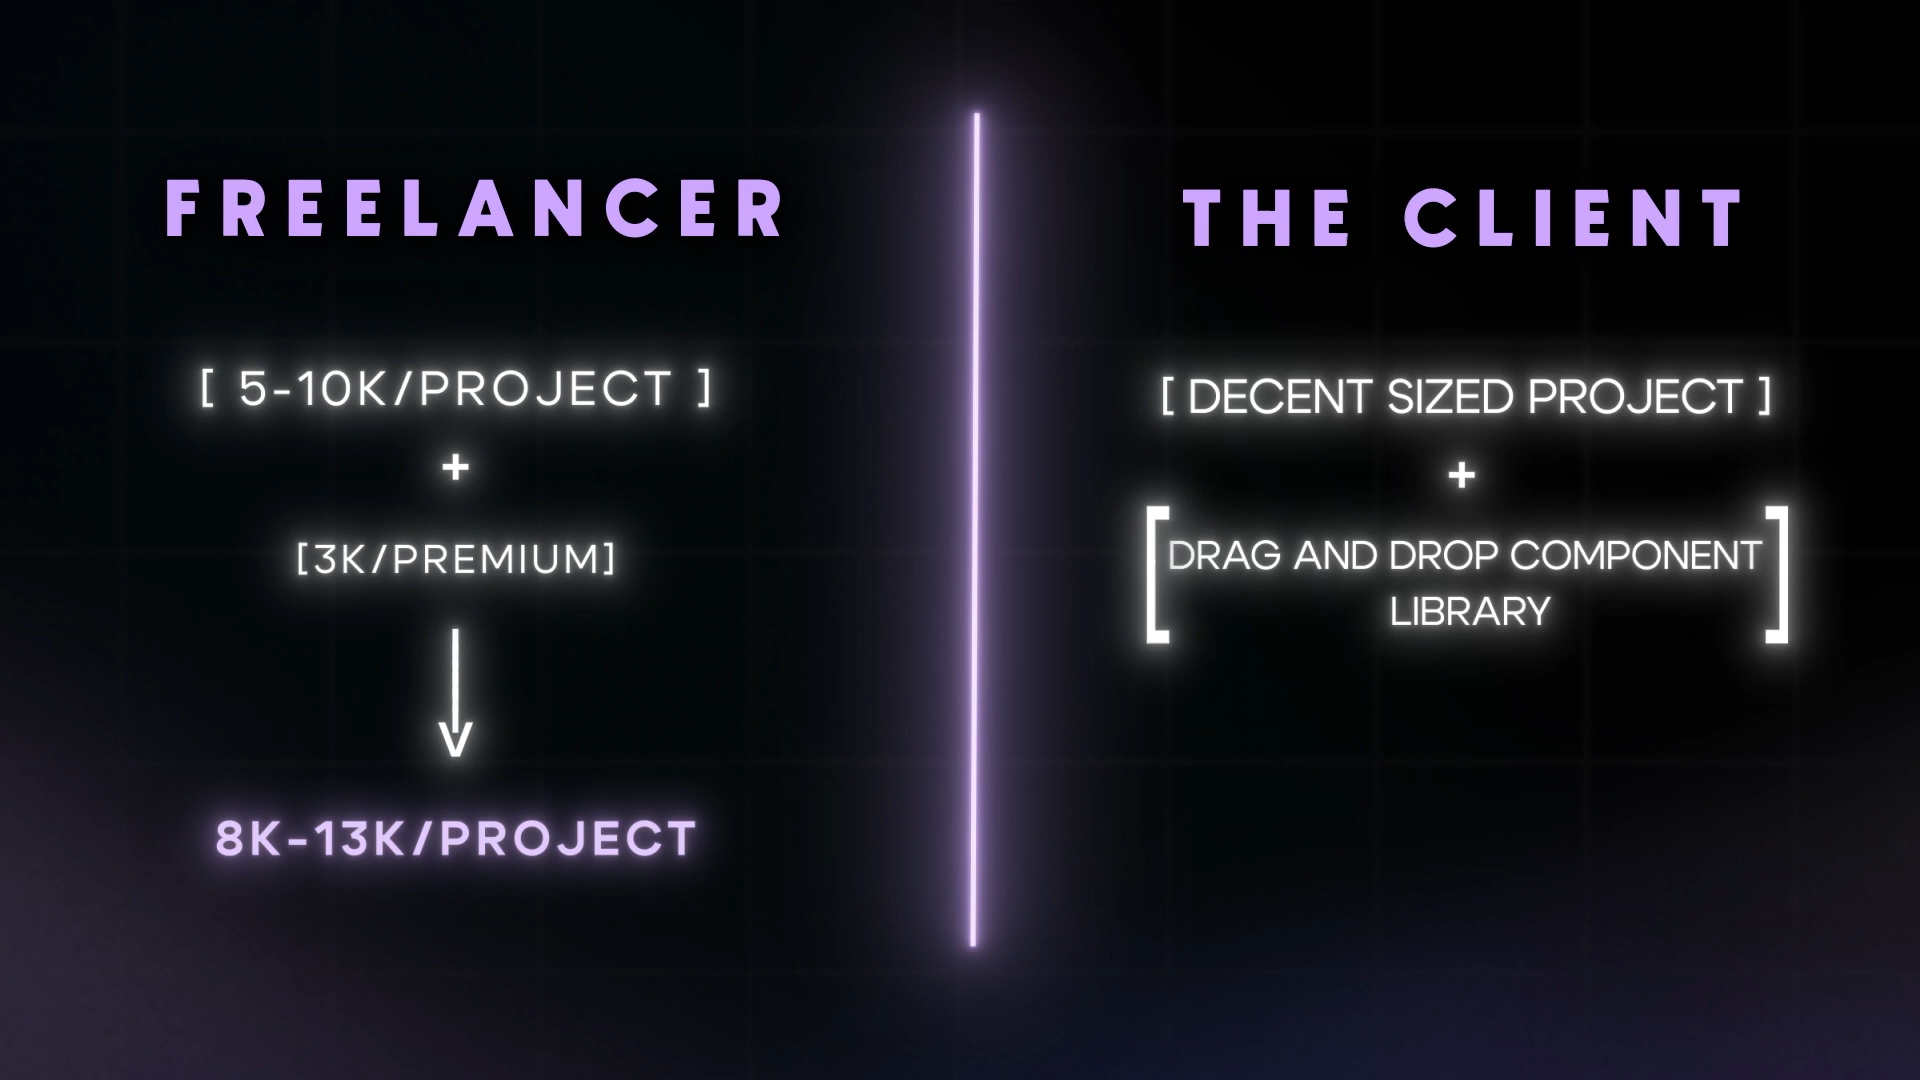 FREELANCER
[ 5-10K/PROJECT ]
+
[3K/PREMIUM]
8K-13K/PROJECT
THE CLIENT
[ DECENT SIZED PROJECT ]
+
[DRAG AND DROP COMPONENT
LIBRARY]